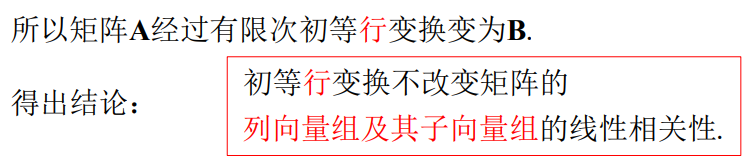 所以矩阵A经过有限次初等行变换变为B.
初等行变换不改变矩阵的
得出结论：
列向量组及其子向量组的线性相关性.